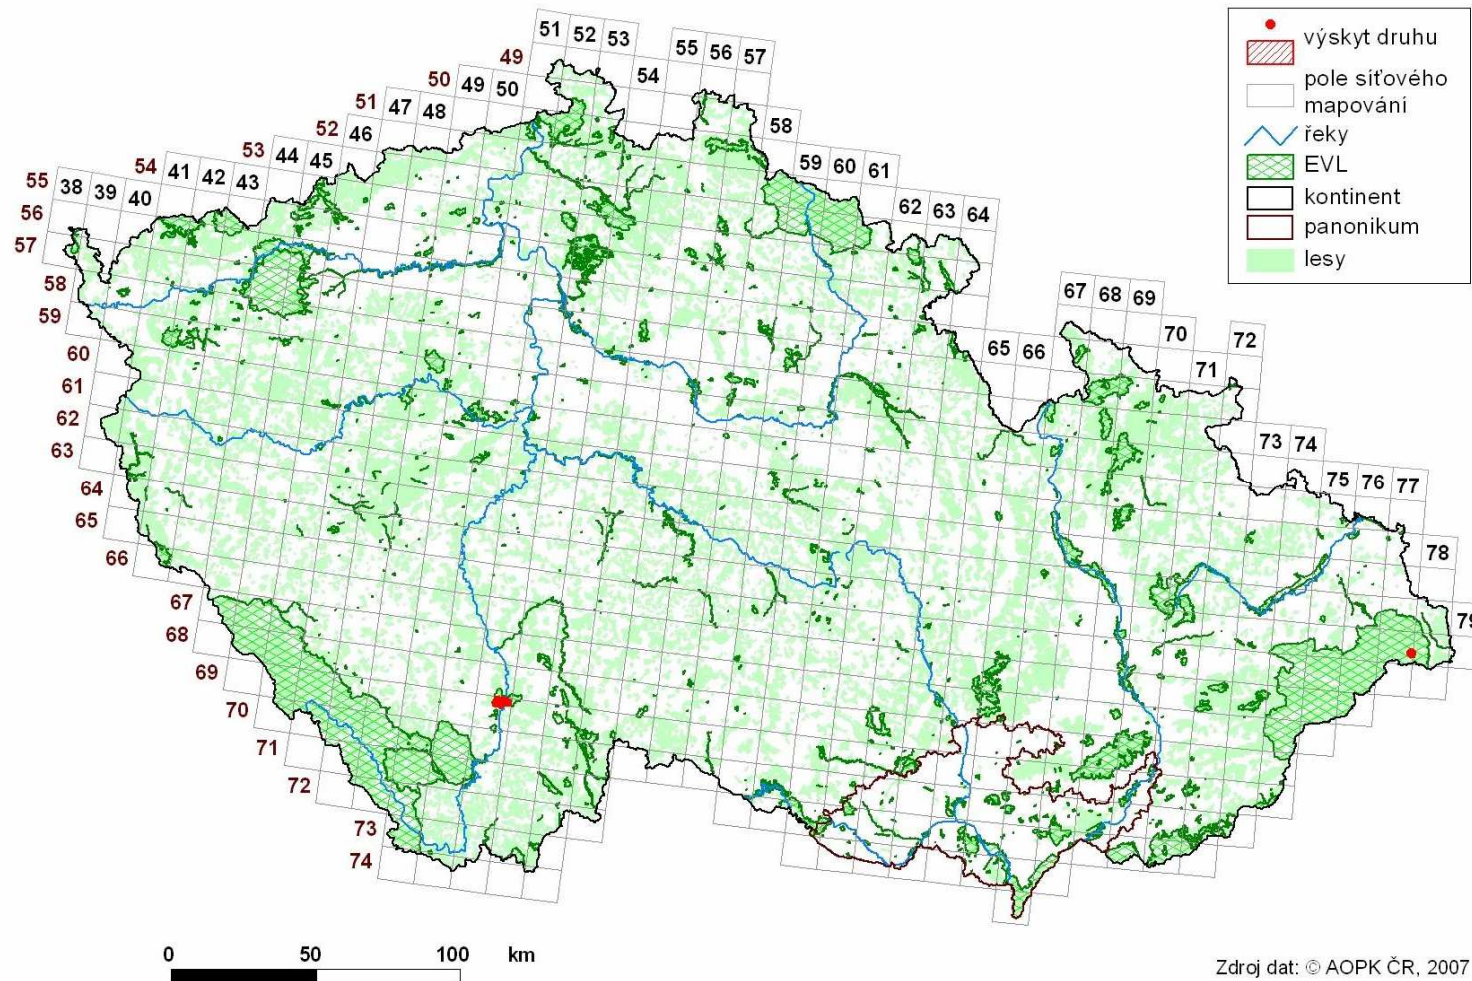 51 52 53
55 56 57
49
54
50 49 50
51 47 48
58
52 46
53 44 45
59 60 61
54 41 42 43
55 38 39 40
62 63 64
56
57
58
59
67 68 69
70 72
65 66
71
60
61
62
63
73 74
75 76 77
64
65
66
78
67
68
79
69
70
71
72
73
74
výskyt druhu
pole síťového
mapování
řeky
EVL
kontinent
panonikum
lesy
0 50 100 km
Zdroj dat: © AOPK ČR, 2007